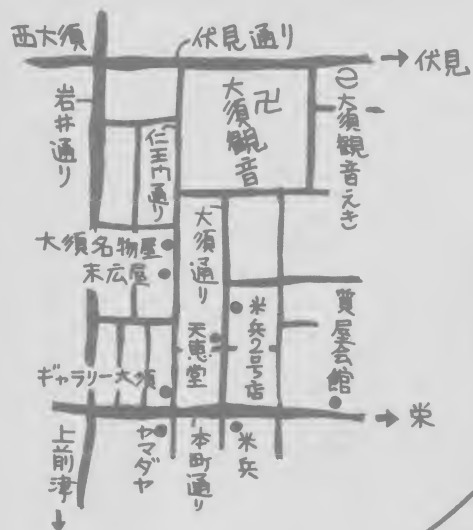 西大須
伏見通り
→伏見
岩井通り
仁王門通り
大須観音
卍
大須観音えき
大須名物屋
末広屋
大須通り
天恵堂
米兵2号店
質屋会館
ギャラリー大須
→栄
上前津
↓
ヤマダヤ
本町通り
米兵